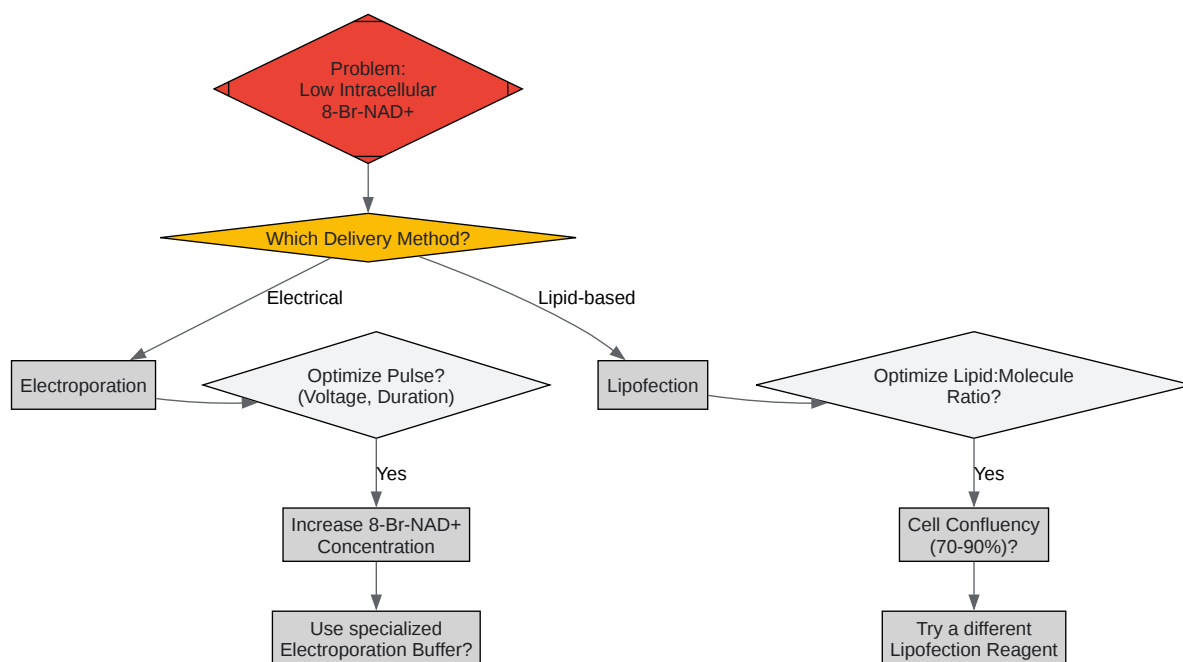 Problem:
Low Intracellular
8-Br-NAD+
Which Delivery Method?
Electrical
Lipid-based
Electroporation
Optimize Pulse?
(Voltage, Duration)
Lipofection
Optimize Lipid:Molecule
Ratio?
Yes
Yes
Increase 8-Br-NAD+
Concentration
Cell Confluency
(70-90%)?
Use specialized
Electroporation Buffer?
Try a different
Lipofection Reagent